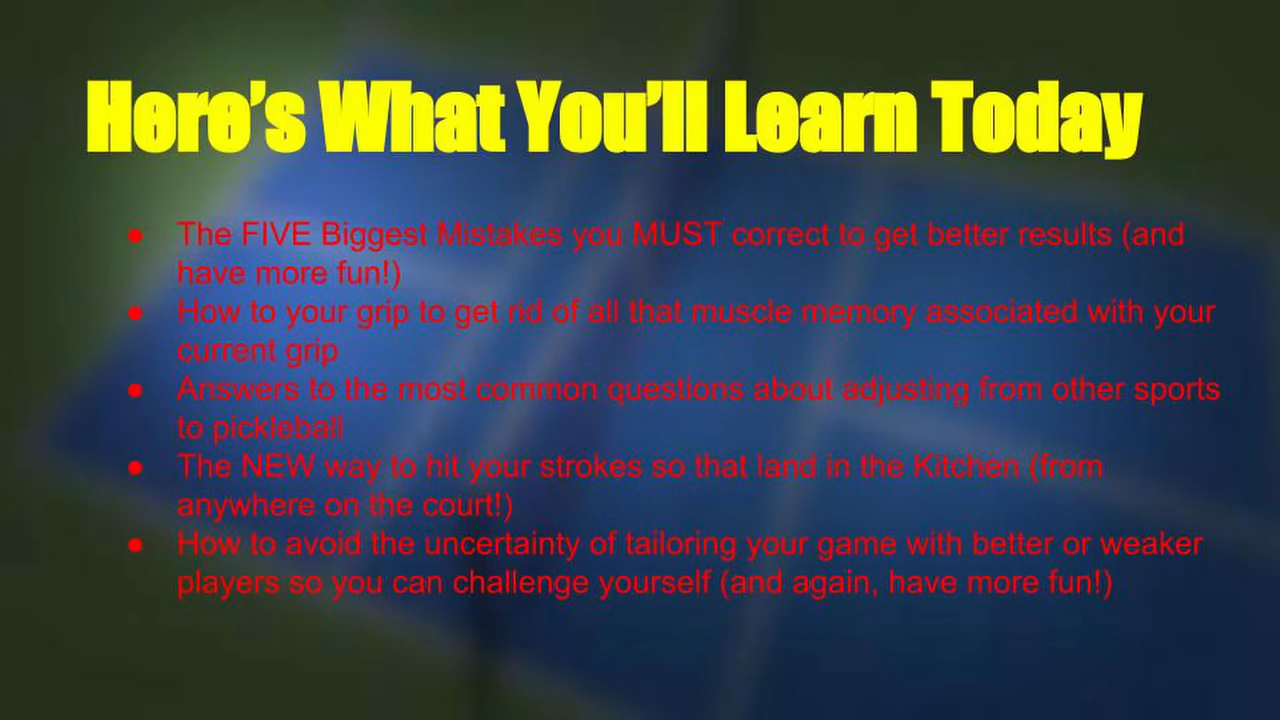 Here’s What You’ll Learn Today
● The FIVE Biggest Mistakes you MUST correct to get better results (and
have more fun!)
● How to your grip to get rid of all that muscle memory associated with your
current grip
● Answers to the most common questions about adjusting from other sports
to pickleball
● The NEW way to hit your strokes so that land in the Kitchen (from
anywhere on the court!)
● How to avoid the uncertainty of tailoring your game with better or weaker
players so you can challenge yourself (and again, have more fun!)